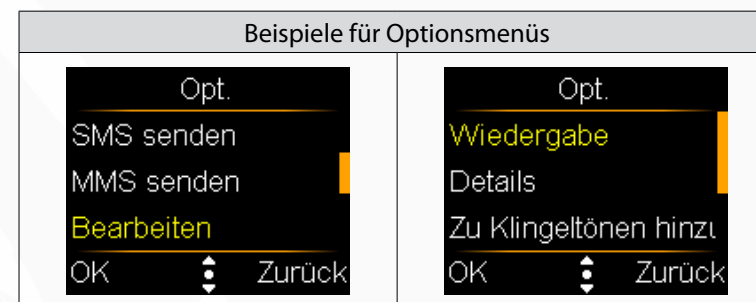 Beispiele für Optionsmenüs
Opt.
SMS senden
MMS senden
Bearbeiten
OK Zurück
Opt.
Wiedergabe
Details
Zu Klingeltönen hinzu
OK Zurück